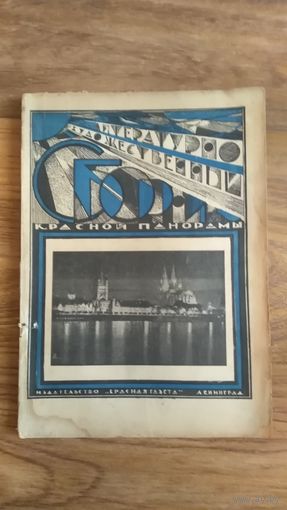 ЛИТЕРАТУРНО
ХУДОЖЕСТВЕННЫЙ
СБОРНИК
КРАСНОЙ ПАНОРАМЫ
ИЗДАТЕЛЬСТВО „КРАСНАЯ ГАЗЕТА" ЛЕНИНГРАД